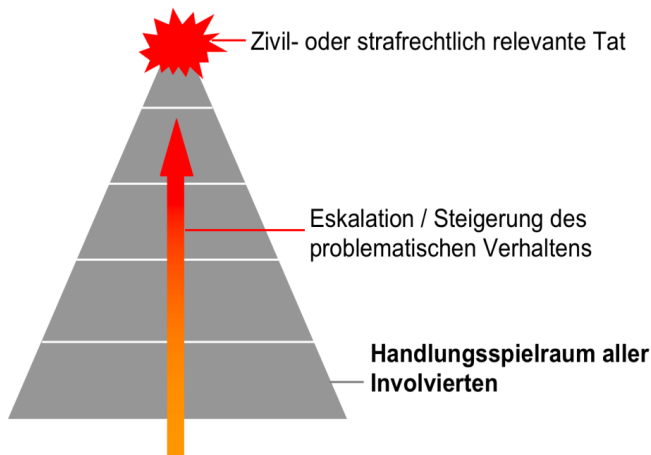 Zivil- oder strafrechtlich relevante Tat
Eskalation / Steigerung des
problematischen Verhaltens
Handlungsspielraum aller
Involvierten